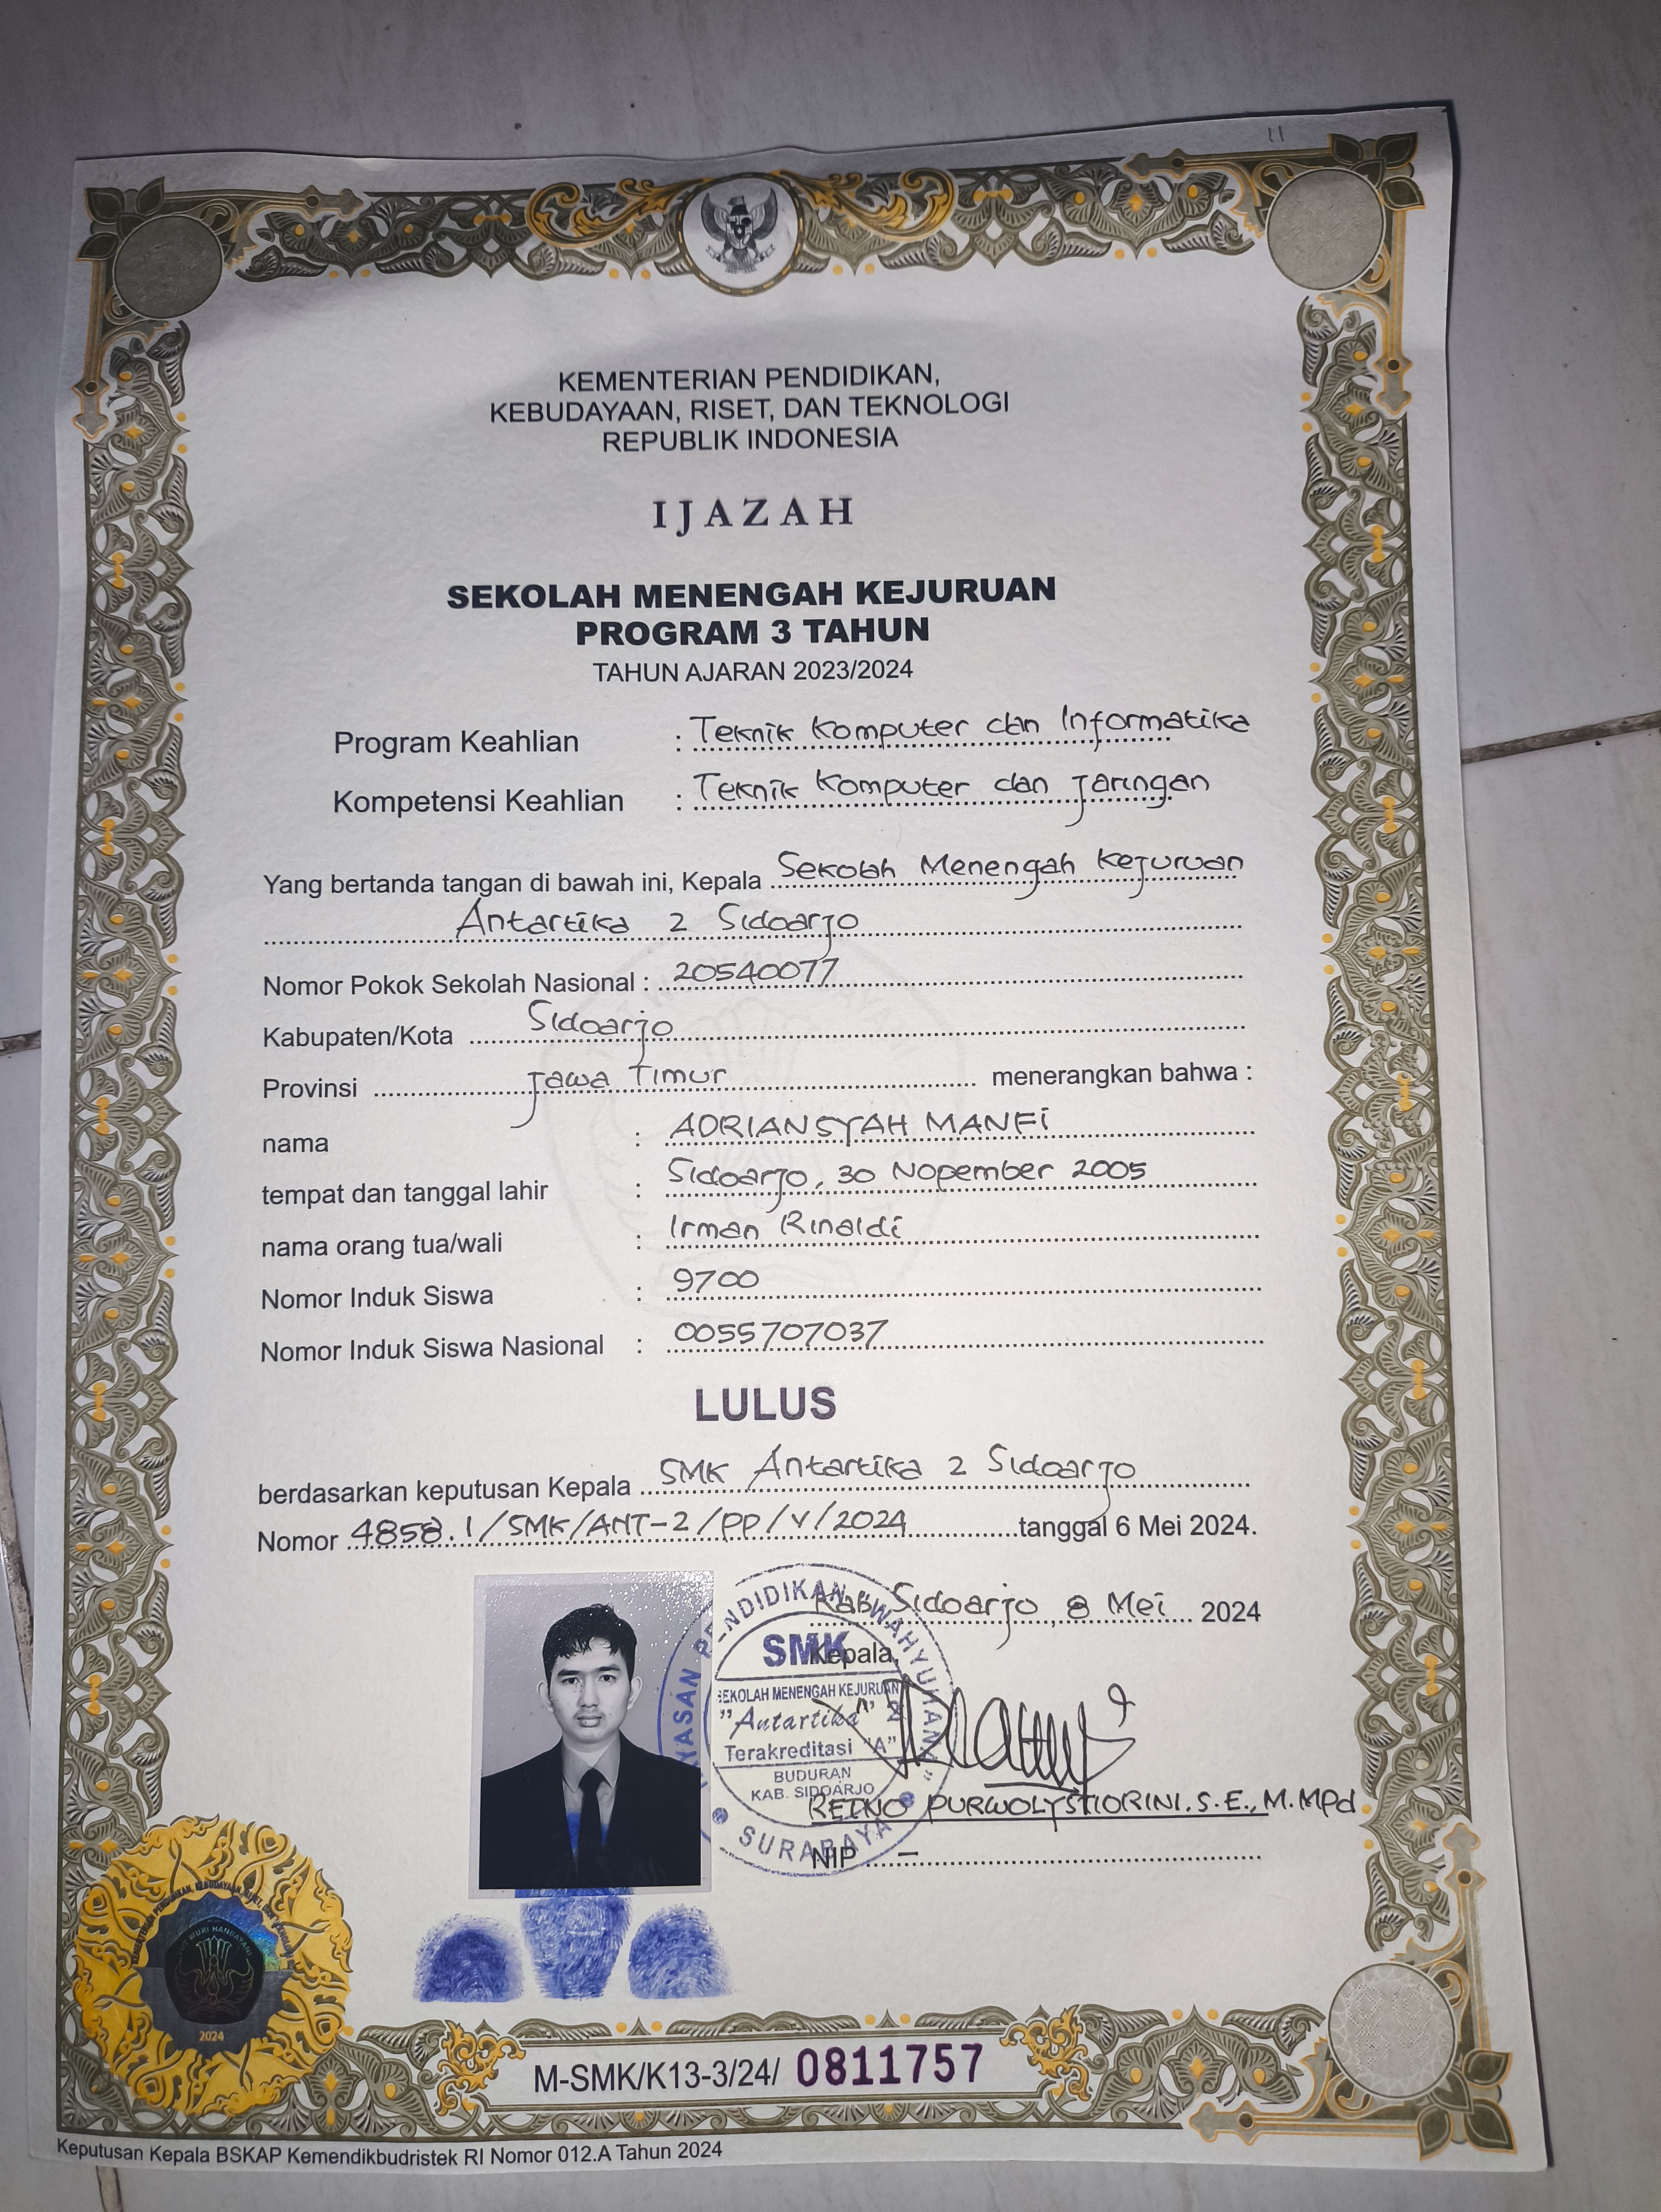 11
KEMENTERIAN PENDIDIKAN,
KEBUDAYAAN, RISET, DAN TEKNOLOGI
REPUBLIK INDONESIA
IJAZAH
SEKOLAH MENENGAH KEJURUAN
PROGRAM 3 TAHUN
TAHUN AJARAN 2023/2024
Program Keahlian : Teknik Komputer dan Informatika
Kompetensi Keahlian : Teknik Komputer dan Jaringan
Yang bertanda tangan di bawah ini, Kepala Sekolah Menengah Kejuruan
Antartika 2 Sidoarjo
Nomor Pokok Sekolah Nasional : 20540077
Kabupaten/Kota Sidoarjo
Provinsi Jawa Timur menerangkan bahwa :
nama : ADRIANSYAH MANFi
tempat dan tanggal lahir : Sidoarjo, 30 Nopember 2005
nama orang tua/wali : Irman Rinaldi
Nomor Induk Siswa : 9700
Nomor Induk Siswa Nasional : 0055707037
LULUS
berdasarkan keputusan Kepala SMK Antartika 2 Sidoarjo
Nomor 4858.1/SMK/ANT-2/PP/V/2024 tanggal 6 Mei 2024.
Kab. Sidoarjo, 8 Mei 2024
Kepala,
YAYASAN PENDIDIKAN "WAHYUHANA"
SMK
SEKOLAH MENENGAH KEJURUAN
"Antartika" 2
Terakreditasi "A"
BUDURAN
KAB. SIDOARJO
SURABAYA
RETNO PURWOLYSTIORINI. S.E., M.MPd
NIP –
TUT WURI HANDAYANI
2024
M-SMK/K13-3/24/ 0811757
Keputusan Kepala BSKAP Kemendikbudristek RI Nomor 012.A Tahun 2024